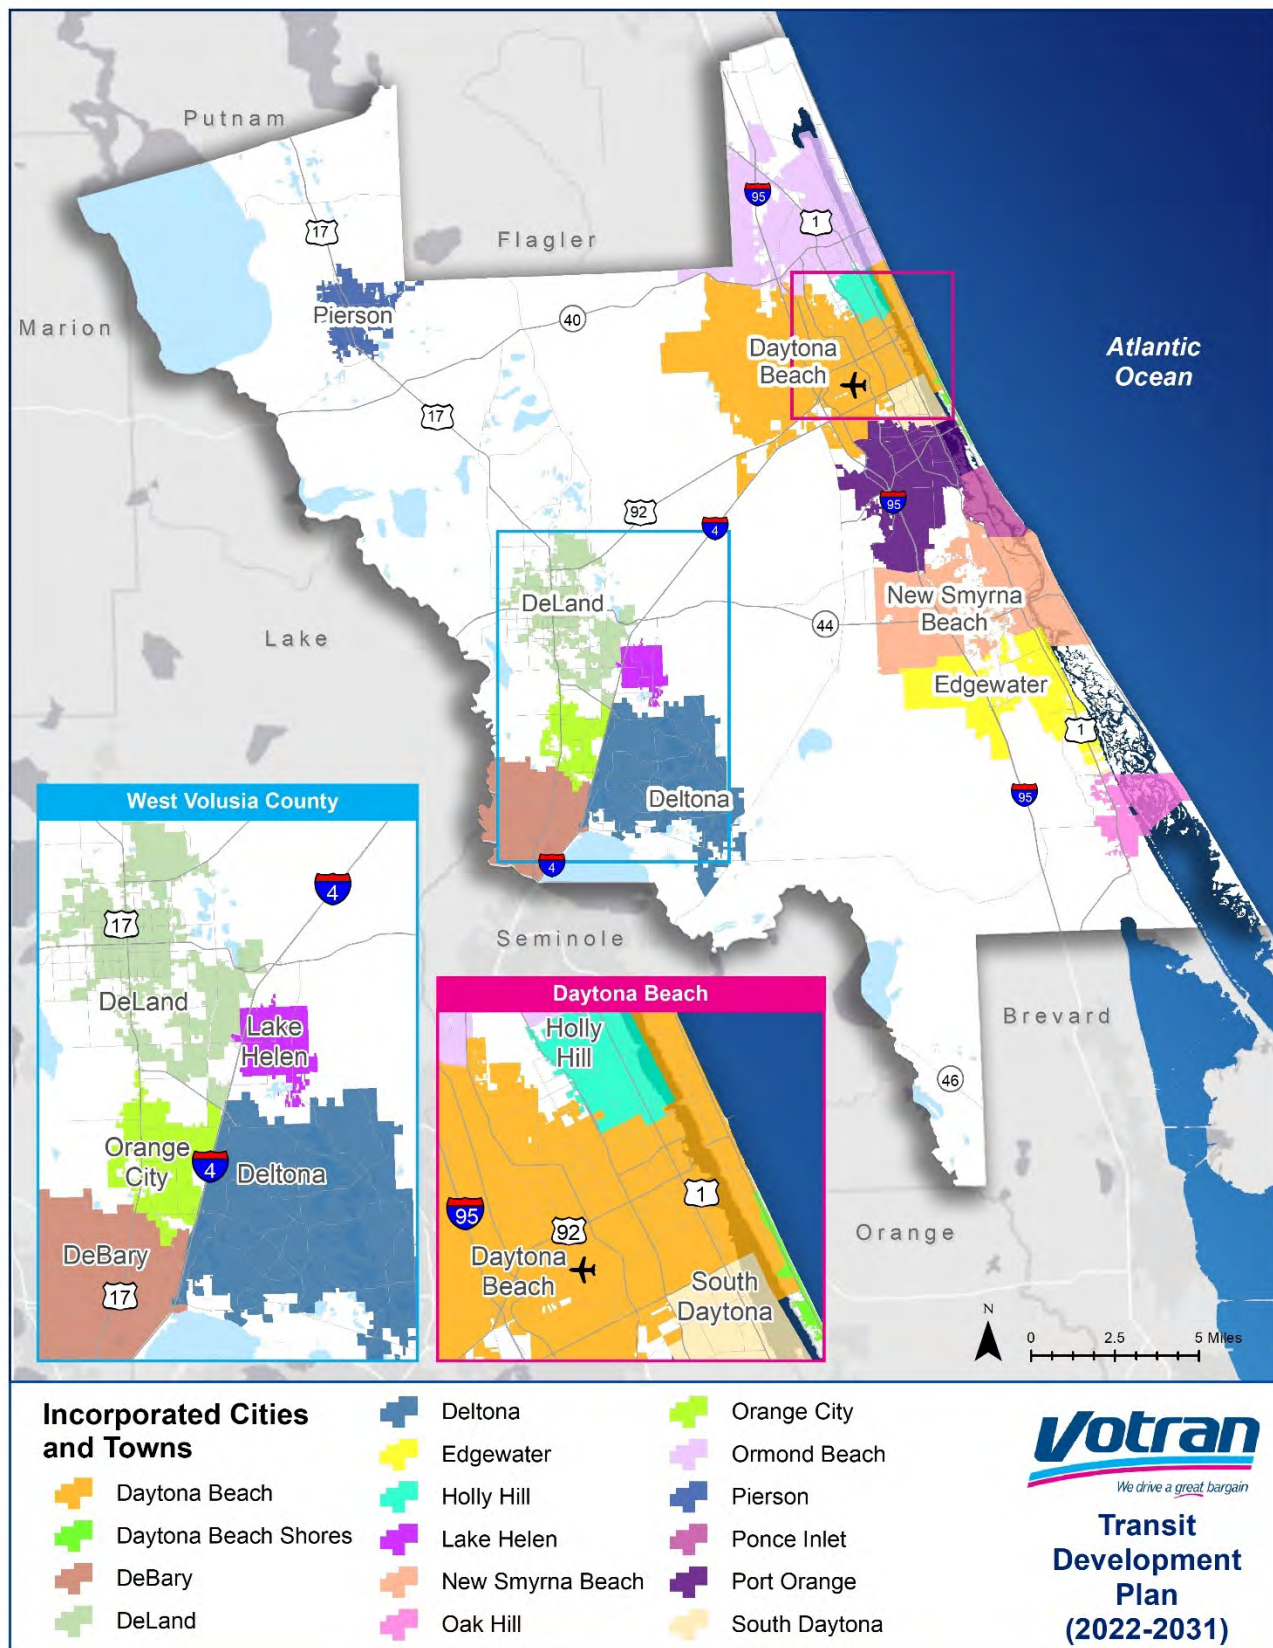 Putnam
95
1
17
Flagler
Marion
Pierson
40
Daytona
Beach
Atlantic
Ocean
17
92
4
95
DeLand
New Smyrna
Beach
44
Lake
Edgewater
1
Deltona
95
4
Seminole
Brevard
46
Orange
West Volusia County
4
17
DeLand
Lake
Helen
Orange
City
4
Deltona
DeBary
17
Daytona Beach
Holly
Hill
1
95
92
Daytona
Beach
South
Daytona
N
0 2.5 5 Miles
Incorporated Cities
and Towns
Daytona Beach
Daytona Beach Shores
DeBary
DeLand
Deltona
Edgewater
Holly Hill
Lake Helen
New Smyrna Beach
Oak Hill
Orange City
Ormond Beach
Pierson
Ponce Inlet
Port Orange
South Daytona
Votran
We drive a great bargain
Transit
Development
Plan
(2022-2031)